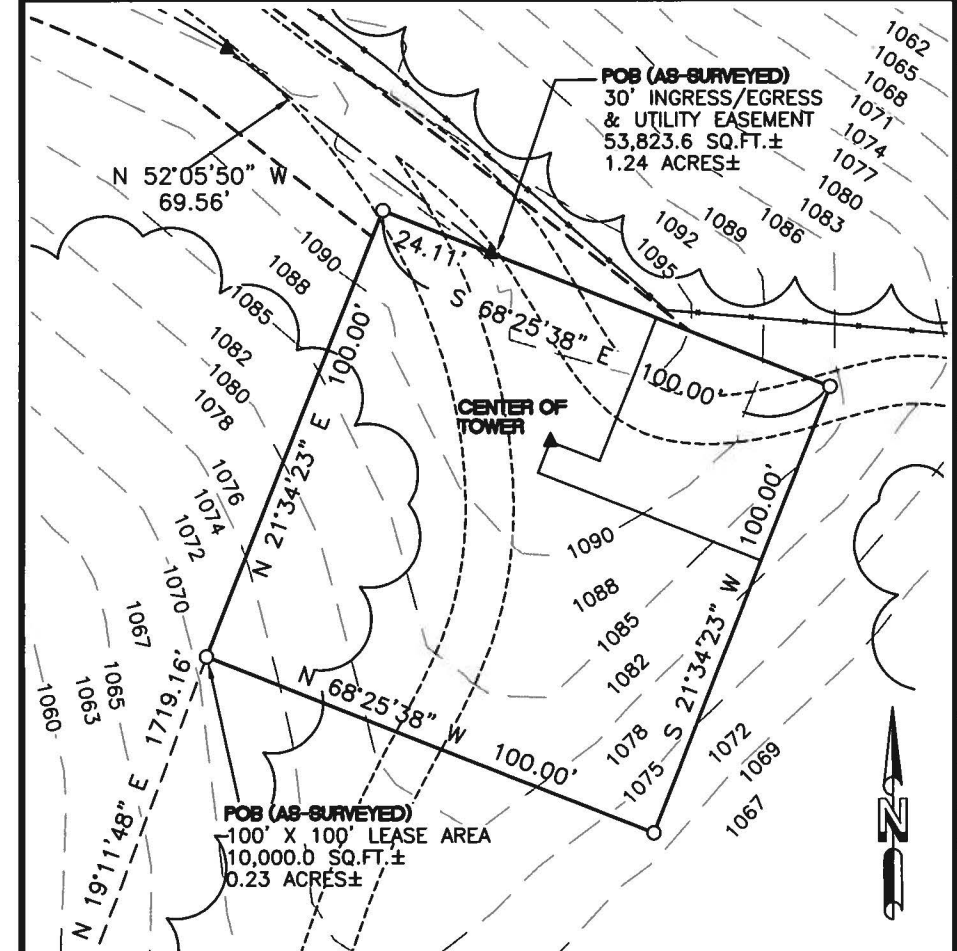 1062
1065
1068
1071
1074
1077
1080
1083
1086
1089
1092
1095
POB (AS-SURVEYED)
30' INGRESS/EGRESS
& UTILITY EASEMENT
53,823.6 SQ.FT.±
1.24 ACRES±
N 52°05'50" W
69.56'
24.11'
S 68°25'38" E
100.00'
1090
1088
1085
1082
1080
1078
1076
1074
1072
1070
1067
1065
1063
1060
N 21°34'23" E 100.00'
CENTER OF
TOWER
100.00'
S 21°34'23" W
1090
1088
1085
1082
1078
1075
1072
1069
1067
N 68°25'38" W 100.00'
N 19°11'48" E 1719.16'
POB (AS-SURVEYED)
100' X 100' LEASE AREA
10,000.0 SQ.FT.±
0.23 ACRES±
N